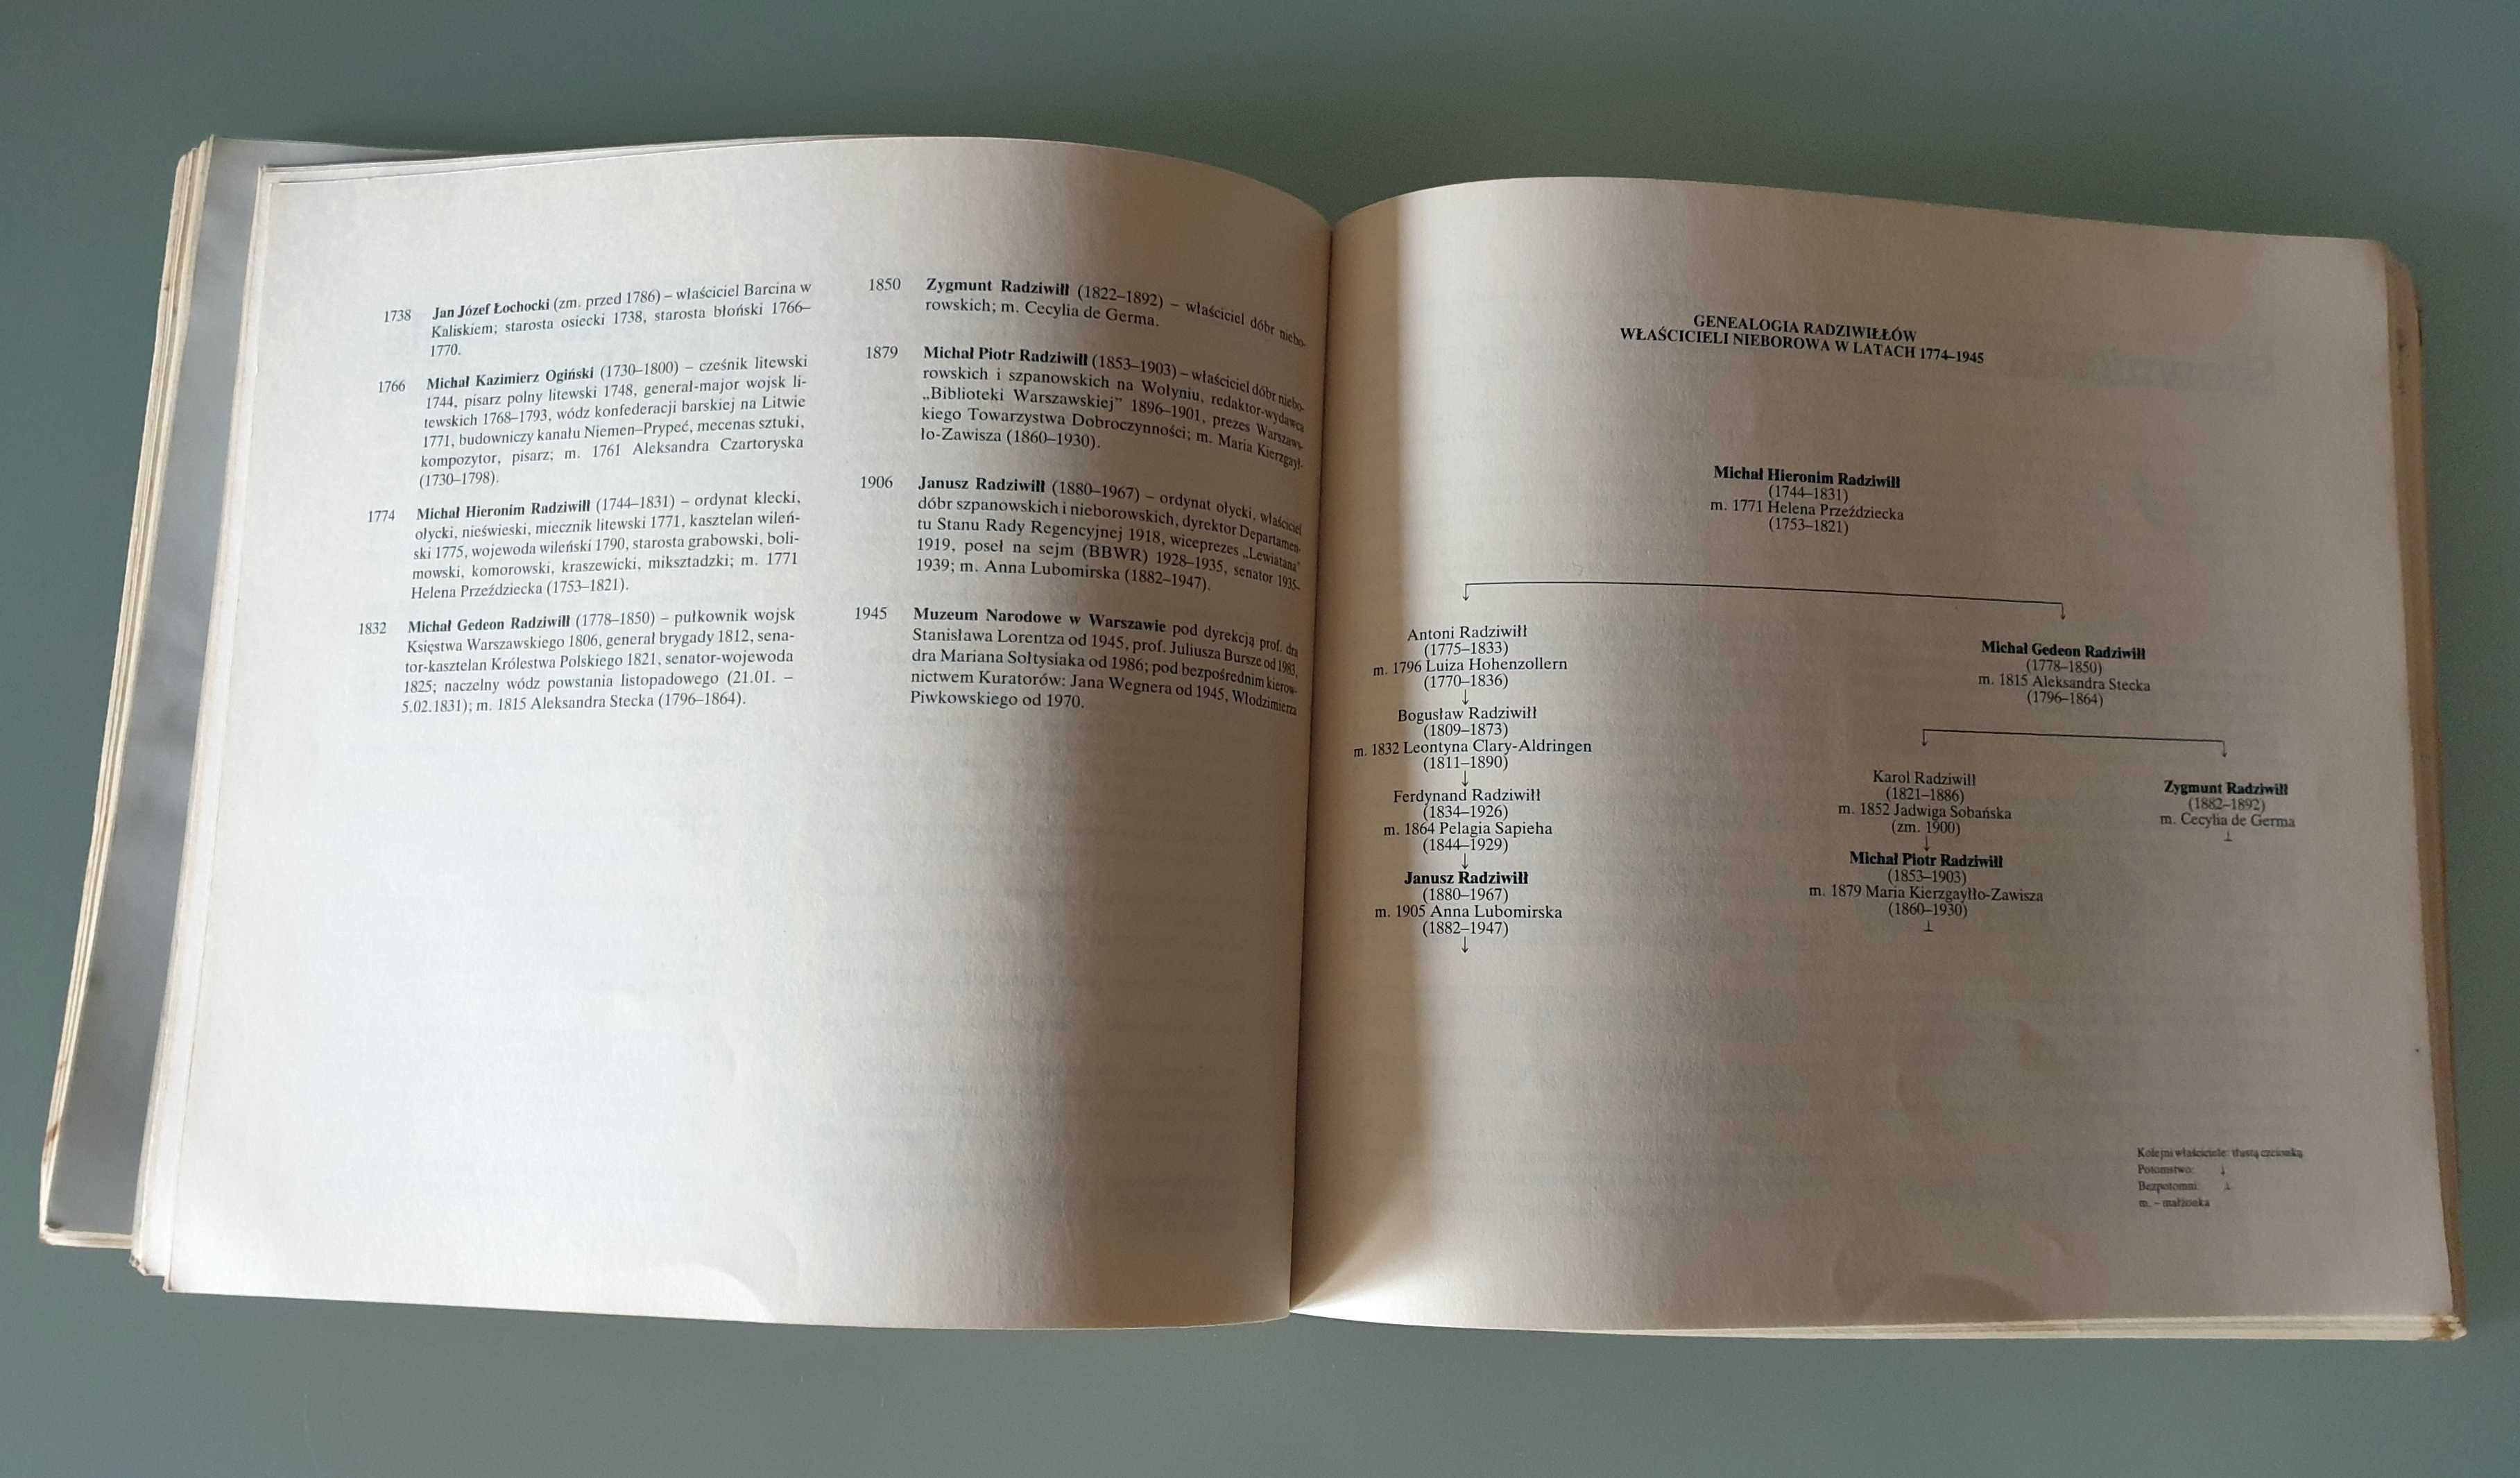 1738 Jan Józef Łochocki (zm. przed 1786) – właściciel Barcina w
Kaliskiem; starosta osiecki 1738, starosta błoński 1766–
1770.
1766 Michał Kazimierz Ogiński (1730–1800) – cześnik litewski
1744, pisarz polny litewski 1748, generał-major wojsk li-
tewskich 1768–1793, wódz konfederacji barskiej na Litwie
1771, budowniczy kanału Niemen–Prypeć, mecenas sztuki,
kompozytor, pisarz; m. 1761 Aleksandra Czartoryska
(1730–1798).
1774 Michał Hieronim Radziwiłł (1744–1831) – ordynat klecki,
ołycki, nieświeski, miecznik litewski 1771, kasztelan wileń-
ski 1775, wojewoda wileński 1790, starosta grabowski, boli-
mowski, komorowski, kraszewicki, miksztadzki; m. 1771
Helena Przeździecka (1753–1821).
1832 Michał Gedeon Radziwiłł (1778–1850) – pułkownik wojsk
Księstwa Warszawskiego 1806, generał brygady 1812, sena-
tor-kasztelan Królestwa Polskiego 1821, senator-wojewoda
1825; naczelny wódz powstania listopadowego (21.01. –
5.02.1831); m. 1815 Aleksandra Stecka (1796–1864).
1850 Zygmunt Radziwiłł (1822–1892) – właściciel dóbr niebo-
rowskich; m. Cecylia de Germa.
1879 Michał Piotr Radziwiłł (1853–1903) – właściciel dóbr niebo-
rowskich i szpanowskich na Wołyniu, redaktor-wydawca
„Biblioteki Warszawskiej” 1896–1901, prezes Warszaws-
kiego Towarzystwa Dobroczynności; m. Maria Kierzgaył-
ło-Zawisza (1860–1930).
1906 Janusz Radziwiłł (1880–1967) – ordynat ołycki, właściciel
dóbr szpanowskich i nieborowskich, dyrektor Departamen-
tu Stanu Rady Regencyjnej 1918, wiceprezes „Lewiatana”
1919, poseł na sejm (BBWR) 1928–1935, senator 1935–
1939; m. Anna Lubomirska (1882–1947).
1945 Muzeum Narodowe w Warszawie pod dyrekcją prof. dra
Stanisława Lorentza od 1945, prof. Juliusza Bursze od 1983,
dra Mariana Sołtysiaka od 1986; pod bezpośrednim kierow-
nictwem Kuratorów: Jana Wegnera od 1945, Włodzimierza
Piwkowskiego od 1970.
GENEALOGIA RADZIWIŁŁÓW
WŁAŚCICIELI NIEBOROWA W LATACH 1774–1945
Michał Hieronim Radziwiłł
(1744–1831)
m. 1771 Helena Przeździecka
(1753–1821)
Antoni Radziwiłł
(1775–1833)
m. 1796 Luiza Hohenzollern
(1770–1836)
↓
Bogusław Radziwiłł
(1809–1873)
m. 1832 Leontyna Clary-Aldringen
(1811–1890)
↓
Ferdynand Radziwiłł
(1834–1926)
m. 1864 Pelagia Sapieha
(1844–1929)
↓
Janusz Radziwiłł
(1880–1967)
m. 1905 Anna Lubomirska
(1882–1947)
↓
Michał Gedeon Radziwiłł
(1778–1850)
m. 1815 Aleksandra Stecka
(1796–1864)
Karol Radziwiłł
(1821–1886)
m. 1852 Jadwiga Sobańska
(zm. 1900)
↓
Michał Piotr Radziwiłł
(1853–1903)
m. 1879 Maria Kierzgayłło-Zawisza
(1860–1930)
⊥
Zygmunt Radziwiłł
(1882–1892)
m. Cecylia de Germa
⊥
Kolejni właściciele: tłustą czcionką
Potomstwo: ↓
Bezpotomni: ⊥
m. – małżonka